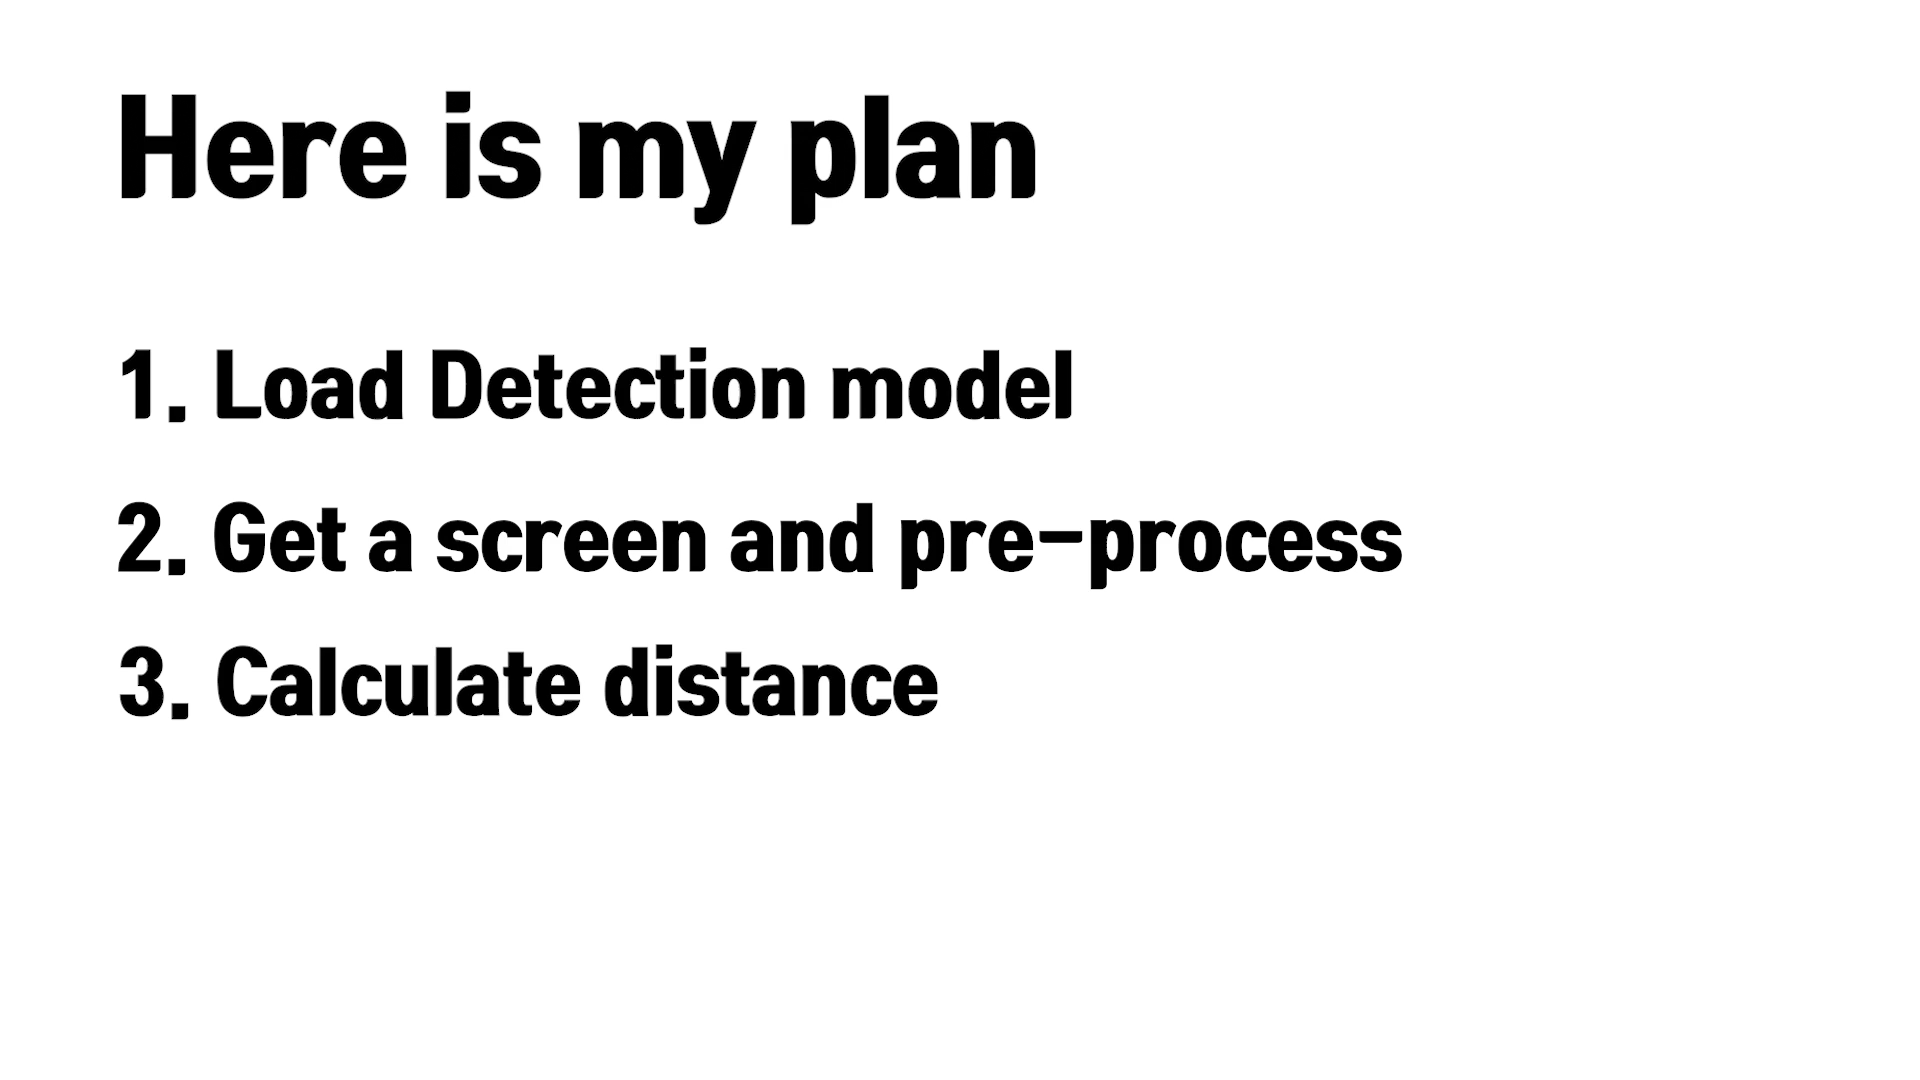 Here is my plan
1. Load Detection model
2. Get a screen and pre-process
3. Calculate distance